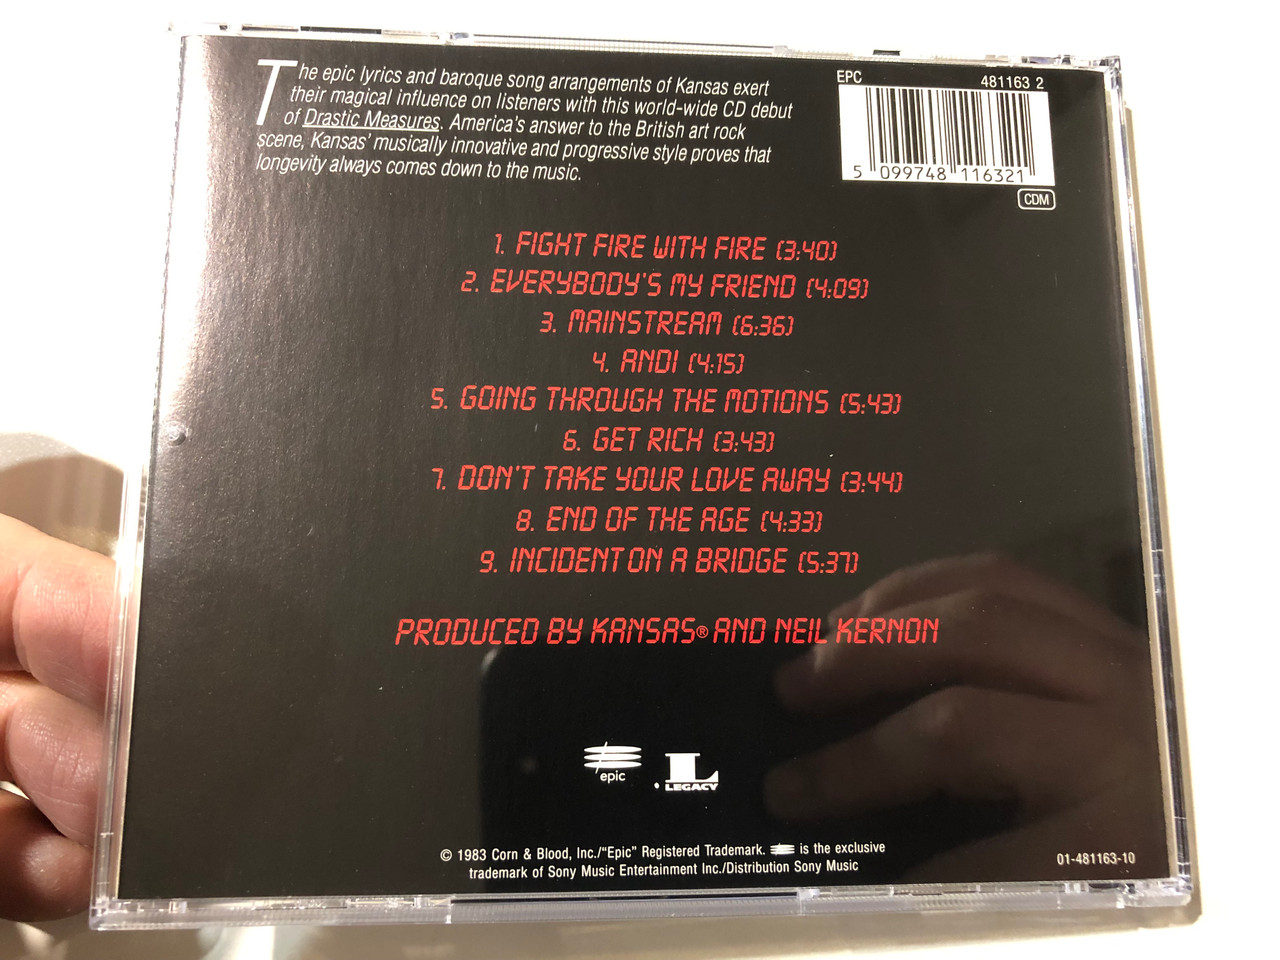 The epic lyrics and baroque song arrangements of Kansas exert
their magical influence on listeners with this world-wide CD debut
of Drastic Measures. America's answer to the British art rock
scene, Kansas' musically innovative and progressive style proves that
longevity always comes down to the music.
EPC 481163 2
5 099748 116321
CDM
1. FIGHT FIRE WITH FIRE (3:40)
2. EVERYBODY'S MY FRIEND (4:09)
3. MAINSTREAM (6:36)
4. ANDI (4:15)
5. GOING THROUGH THE MOTIONS (5:43)
6. GET RICH (3:43)
7. DON'T TAKE YOUR LOVE AWAY (3:44)
8. END OF THE AGE (4:33)
9. INCIDENT ON A BRIDGE (5:37)
PRODUCED BY KANSAS® AND NEIL KERNON
epic
L
LEGACY
© 1983 Corn & Blood, Inc./"Epic" Registered Trademark. is the exclusive
trademark of Sony Music Entertainment Inc./Distribution Sony Music
01-481163-10